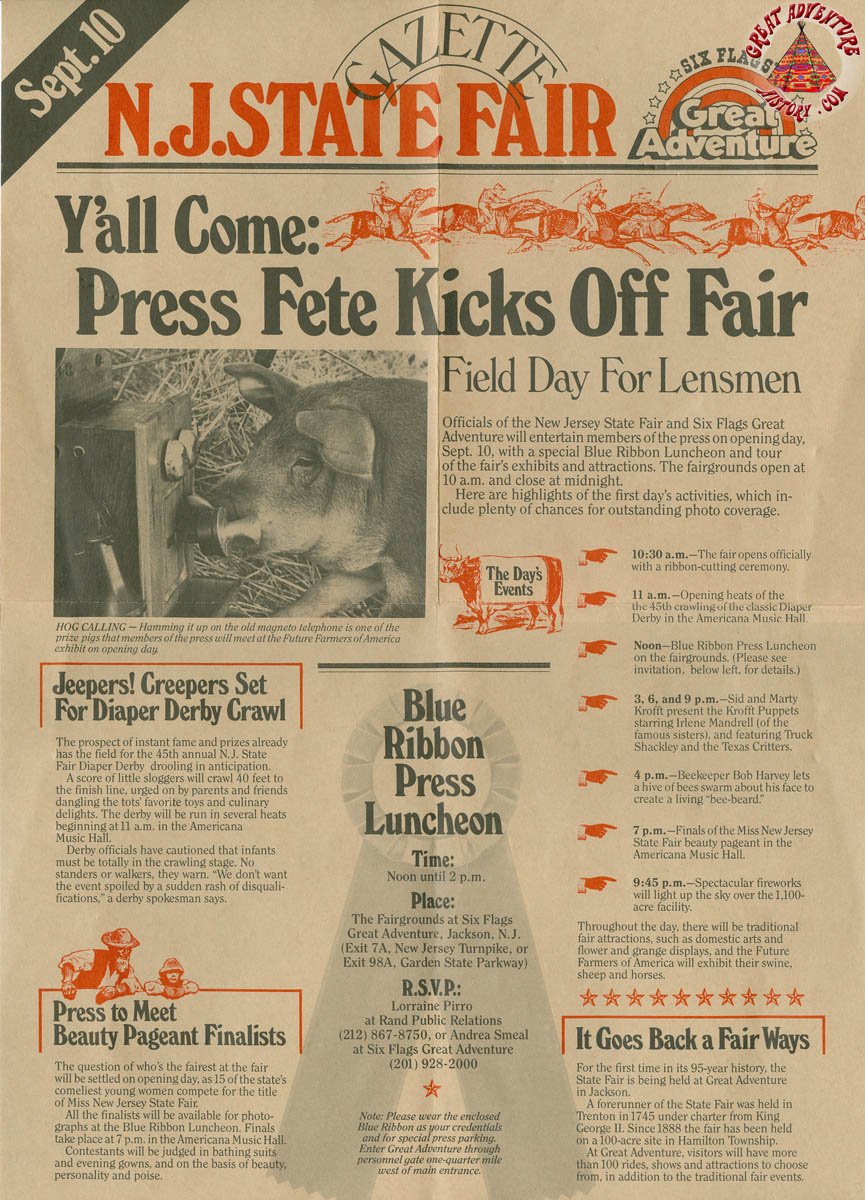 Sept. 10
GAZETTE
N.J. STATE FAIR
SIX FLAGS
Great
Adventure
GREAT ADVENTURE
HISTORY.COM
Y'all Come:
Press Fete Kicks Off Fair
Field Day For Lensmen
Officials of the New Jersey State Fair and Six Flags Great
Adventure will entertain members of the press on opening day,
Sept. 10, with a special Blue Ribbon Luncheon and tour
of the fair's exhibits and attractions. The fairgrounds open at
10 a.m. and close at midnight.
Here are highlights of the first day's activities, which in-
clude plenty of chances for outstanding photo coverage.
HOG CALLING — Hamming it up on the old magneto telephone is one of the
prize pigs that members of the press will meet at the Future Farmers of America
exhibit on opening day.
The Day's
Events
10:30 a.m.—The fair opens officially
with a ribbon-cutting ceremony.
11 a.m.—Opening heats of the
the 45th crawling of the classic Diaper
Derby in the Americana Music Hall.
Noon—Blue Ribbon Press Luncheon
on the fairgrounds. (Please see
invitation, below left, for details.)
3, 6, and 9 p.m.—Sid and Marty
Krofft present the Krofft Puppets
starring Irlene Mandrell (of the
famous sisters), and featuring Truck
Shackley and the Texas Critters.
4 p.m.—Beekeeper Bob Harvey lets
a hive of bees swarm about his face to
create a living "bee-beard."
7 p.m.—Finals of the Miss New Jersey
State Fair beauty pageant in the
Americana Music Hall.
9:45 p.m.—Spectacular fireworks
will light up the sky over the 1,100-
acre facility.
Throughout the day, there will be traditional
fair attractions, such as domestic arts and
flower and grange displays, and the Future
Farmers of America will exhibit their swine,
sheep and horses.
Jeepers! Creepers Set
For Diaper Derby Crawl
The prospect of instant fame and prizes already
has the field for the 45th annual N.J. State
Fair Diaper Derby drooling in anticipation.
A score of little sloggers will crawl 40 feet to
the finish line, urged on by parents and friends
dangling the tots' favorite toys and culinary
delights. The derby will be run in several heats
beginning at 11 a.m. in the Americana
Music Hall.
Derby officials have cautioned that infants
must be totally in the crawling stage. No
standers or walkers, they warn. "We don't want
the event spoiled by a sudden rash of disquali-
fications," a derby spokesman says.
Press to Meet
Beauty Pageant Finalists
The question of who's the fairest at the fair
will be settled on opening day, as 15 of the state's
comeliest young women compete for the title
of Miss New Jersey State Fair.
All the finalists will be available for photo-
graphs at the Blue Ribbon Luncheon. Finals
take place at 7 p.m. in the Americana Music Hall.
Contestants will be judged in bathing suits
and evening gowns, and on the basis of beauty,
personality and poise.
Blue
Ribbon
Press
Luncheon
Time:
Noon until 2 p.m.
Place:
The Fairgrounds at Six Flags
Great Adventure, Jackson, N.J.
(Exit 7A, New Jersey Turnpike, or
Exit 98A, Garden State Parkway)
R.S.V.P.:
Lorraine Pirro
at Rand Public Relations
(212) 867-8750, or Andrea Smeal
at Six Flags Great Adventure
(201) 928-2000
Note: Please wear the enclosed
Blue Ribbon as your credentials
and for special press parking.
Enter Great Adventure through
personnel gate one-quarter mile
west of main entrance.
It Goes Back a Fair Ways
For the first time in its 95-year history, the
State Fair is being held at Great Adventure
in Jackson.
A forerunner of the State Fair was held in
Trenton in 1745 under charter from King
George II. Since 1888 the fair has been held
on a 100-acre site in Hamilton Township.
At Great Adventure, visitors will have more
than 100 rides, shows and attractions to choose
from, in addition to the traditional fair events.